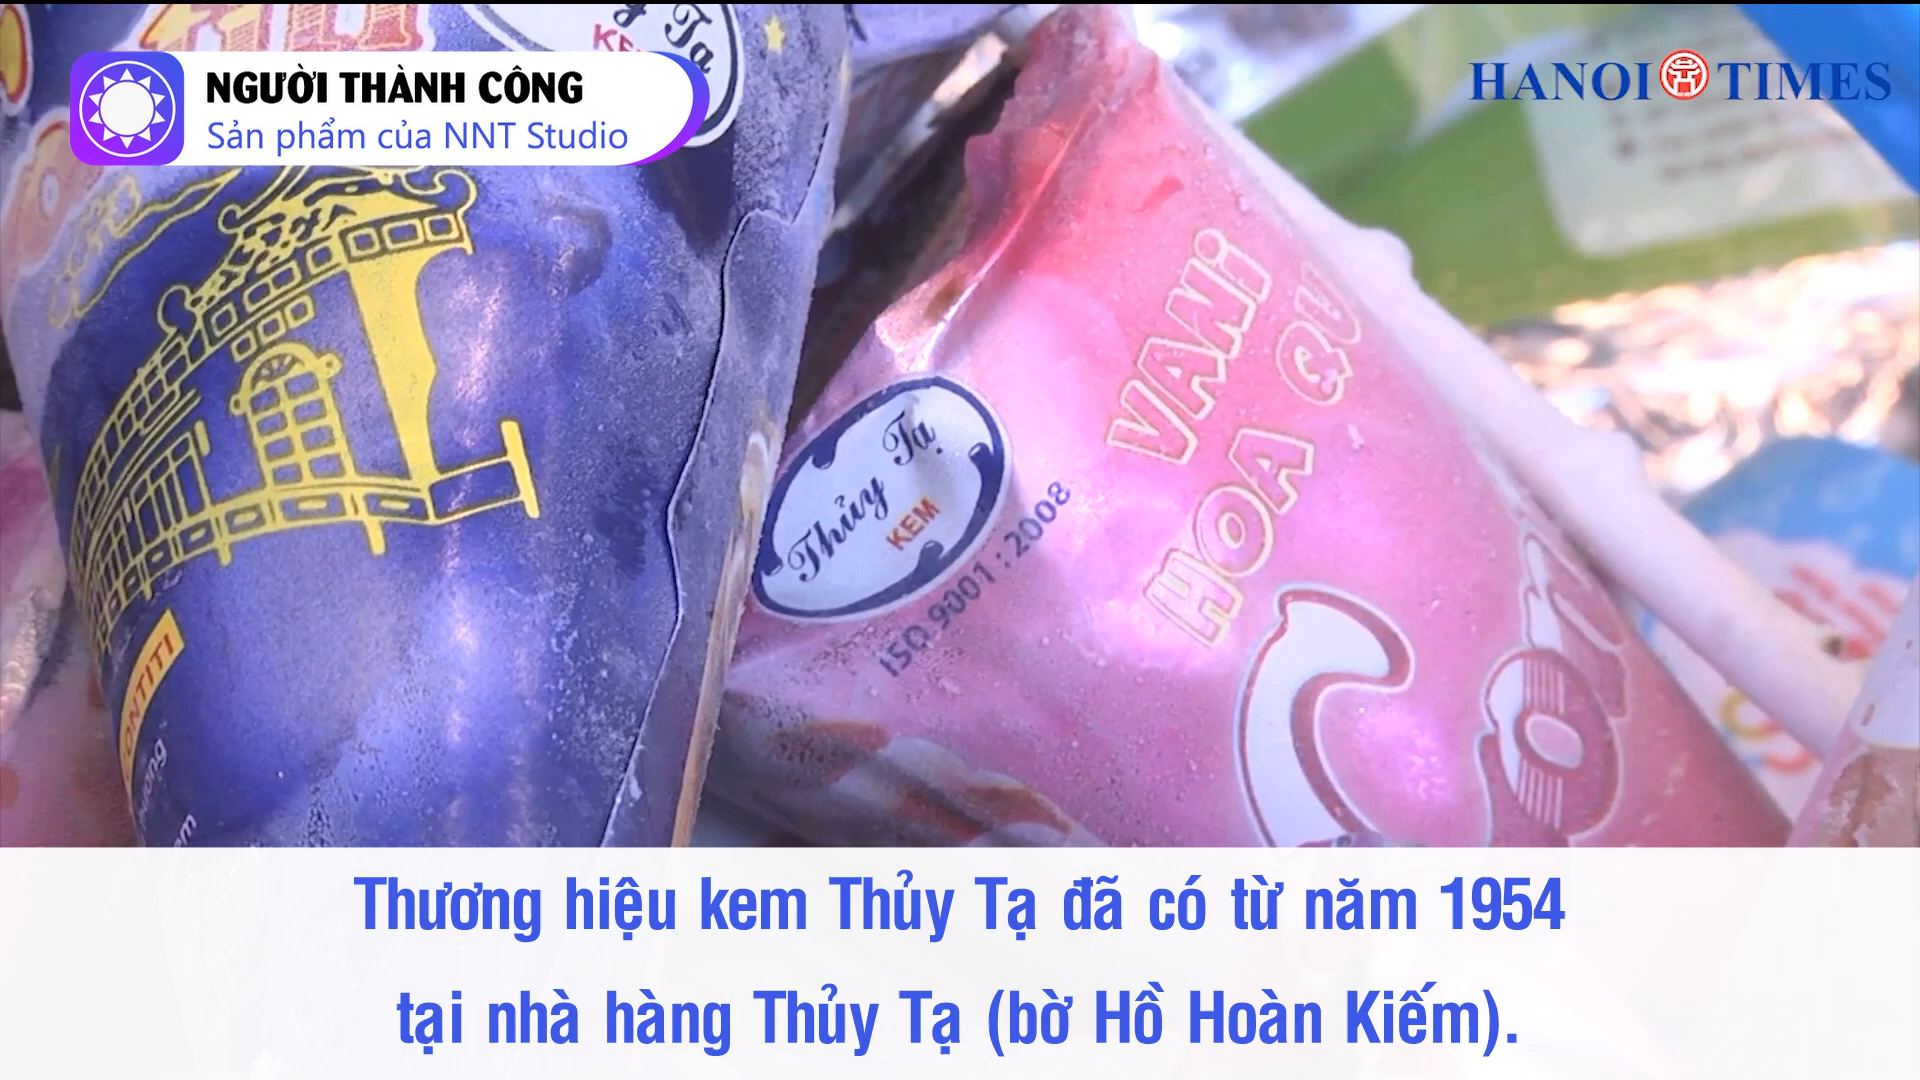 NGƯỜI THÀNH CÔNG
Sản phẩm của NNT Studio
HANOI TIMES
KEM
Tạ
Thủy Tạ
KEM
ISO 9001 : 2008
VANi
HOA QU
Thương hiệu kem Thủy Tạ đã có từ năm 1954
tại nhà hàng Thủy Tạ (bờ Hồ Hoàn Kiếm).